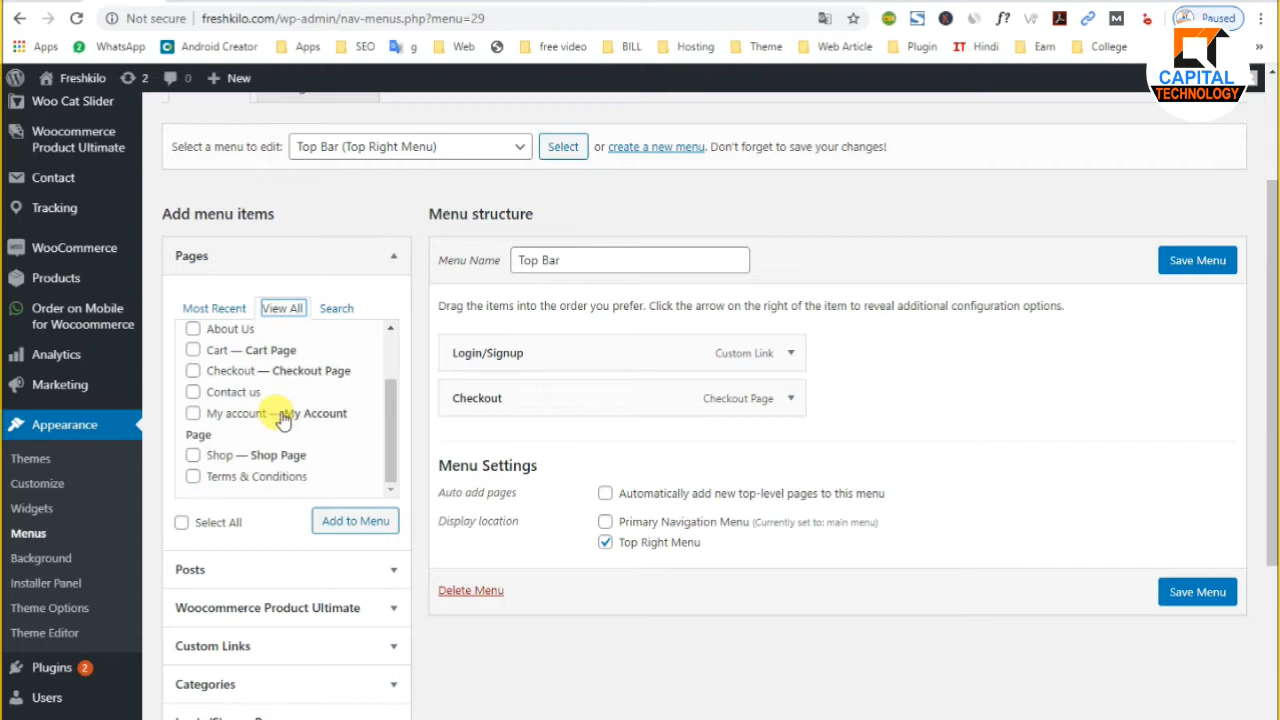 Not secure | freshkilo.com/wp-admin/nav-menus.php?menu=29
f?
Paused
Apps
WhatsApp
Android Creator
Apps
SEO
g
Web
free video
BILL
Hosting
Theme
Web Article
Plugin
IT Hindi
Earn
College
»
CAPITAL
TECHNOLOGY
Freshkilo
2
0
New
Woo Cat Slider
Woocommerce
Product Ultimate
Contact
Tracking
WooCommerce
Products
Order on Mobile
for Wocoommerce
Analytics
Marketing
Appearance
Themes
Customize
Widgets
Menus
Background
Installer Panel
Theme Options
Theme Editor
Plugins 2
Users
Select a menu to edit: Top Bar (Top Right Menu) Select or create a new menu. Don't forget to save your changes!
Add menu items
Pages
Most Recent View All Search
About Us
Cart — Cart Page
Checkout — Checkout Page
Contact us
My account — My Account
Page
Shop — Shop Page
Terms & Conditions
Select All
Add to Menu
Posts
Woocommerce Product Ultimate
Custom Links
Categories
Menu structure
Menu Name Top Bar Save Menu
Drag the items into the order you prefer. Click the arrow on the right of the item to reveal additional configuration options.
Login/Signup Custom Link
Checkout Checkout Page
Menu Settings
Auto add pages Automatically add new top-level pages to this menu
Display location Primary Navigation Menu (Currently set to: main menu)
Top Right Menu
Delete Menu Save Menu